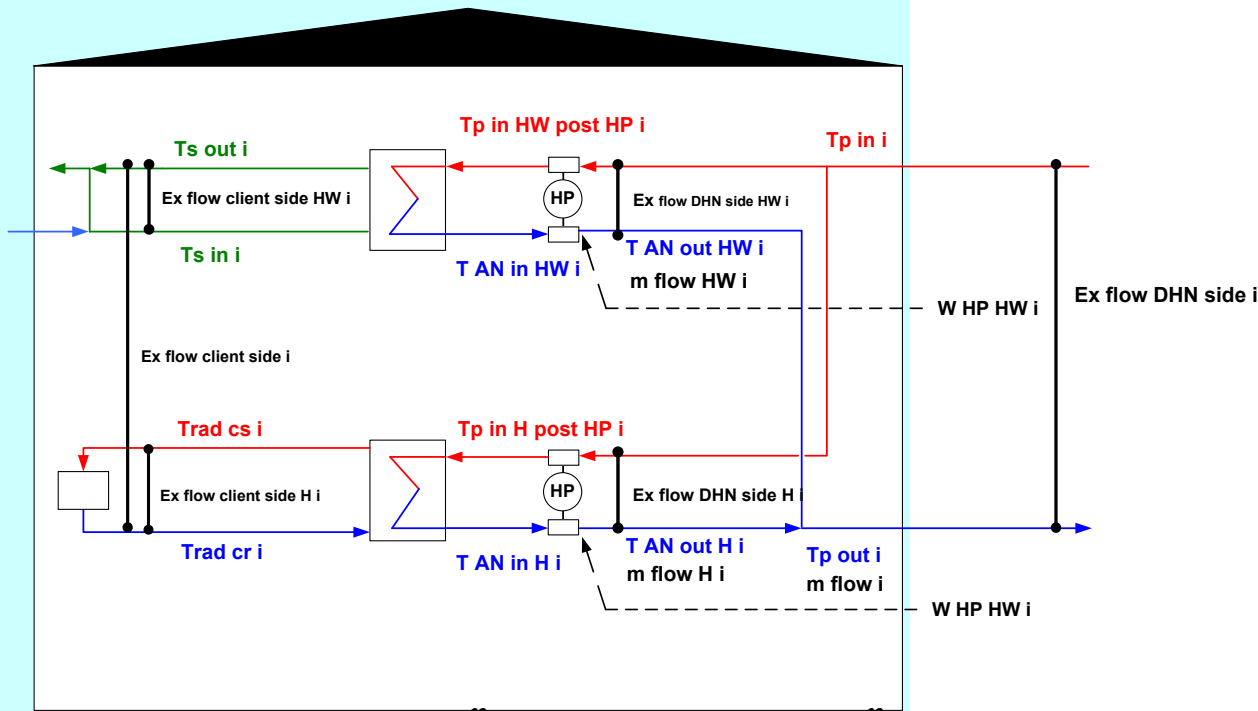 Tp in HW post HP i
Tp in i
Ts out i
Ex flow client side HW i
HP
Ex flow DHN side HW i
Ts in i
T AN in HW i
T AN out HW i
m flow HW i
W HP HW i
Ex flow DHN side i
Ex flow client side i
Trad cs i
Tp in H post HP i
Ex flow client side H i
HP
Ex flow DHN side H i
Trad cr i
T AN in H i
T AN out H i
m flow H i
Tp out i
m flow i
W HP HW i